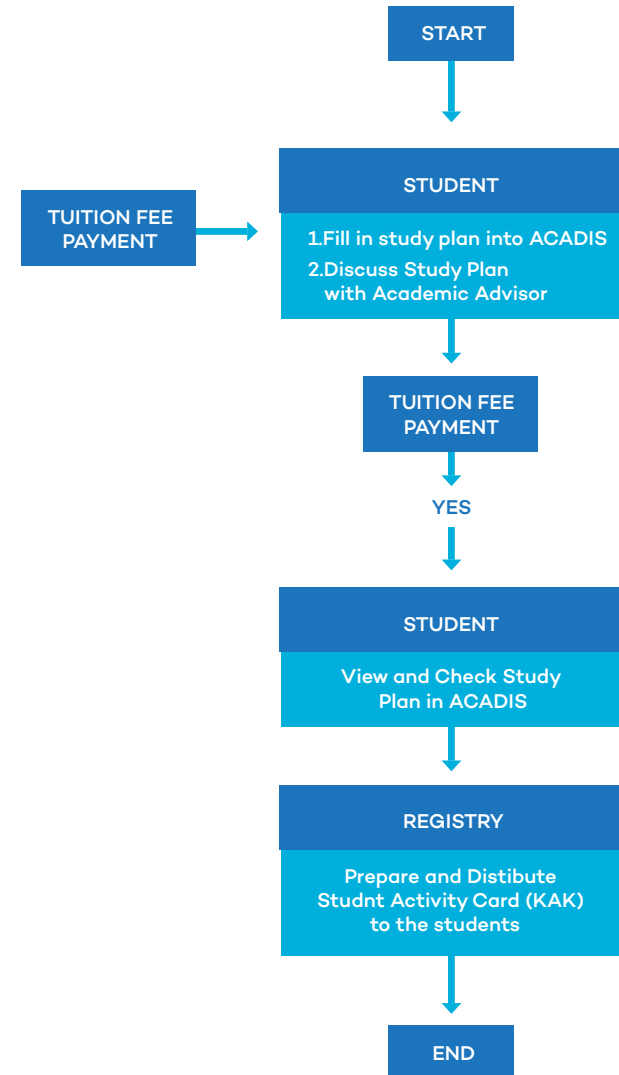 START
STUDENT
TUITION FEE
PAYMENT
1.Fill in study plan into ACADIS
2.Discuss Study Plan
with Academic Advisor
TUITION FEE
PAYMENT
YES
STUDENT
View and Check Study
Plan in ACADIS
REGISTRY
Prepare and Distibute
Studnt Activity Card (KAK)
to the students
END